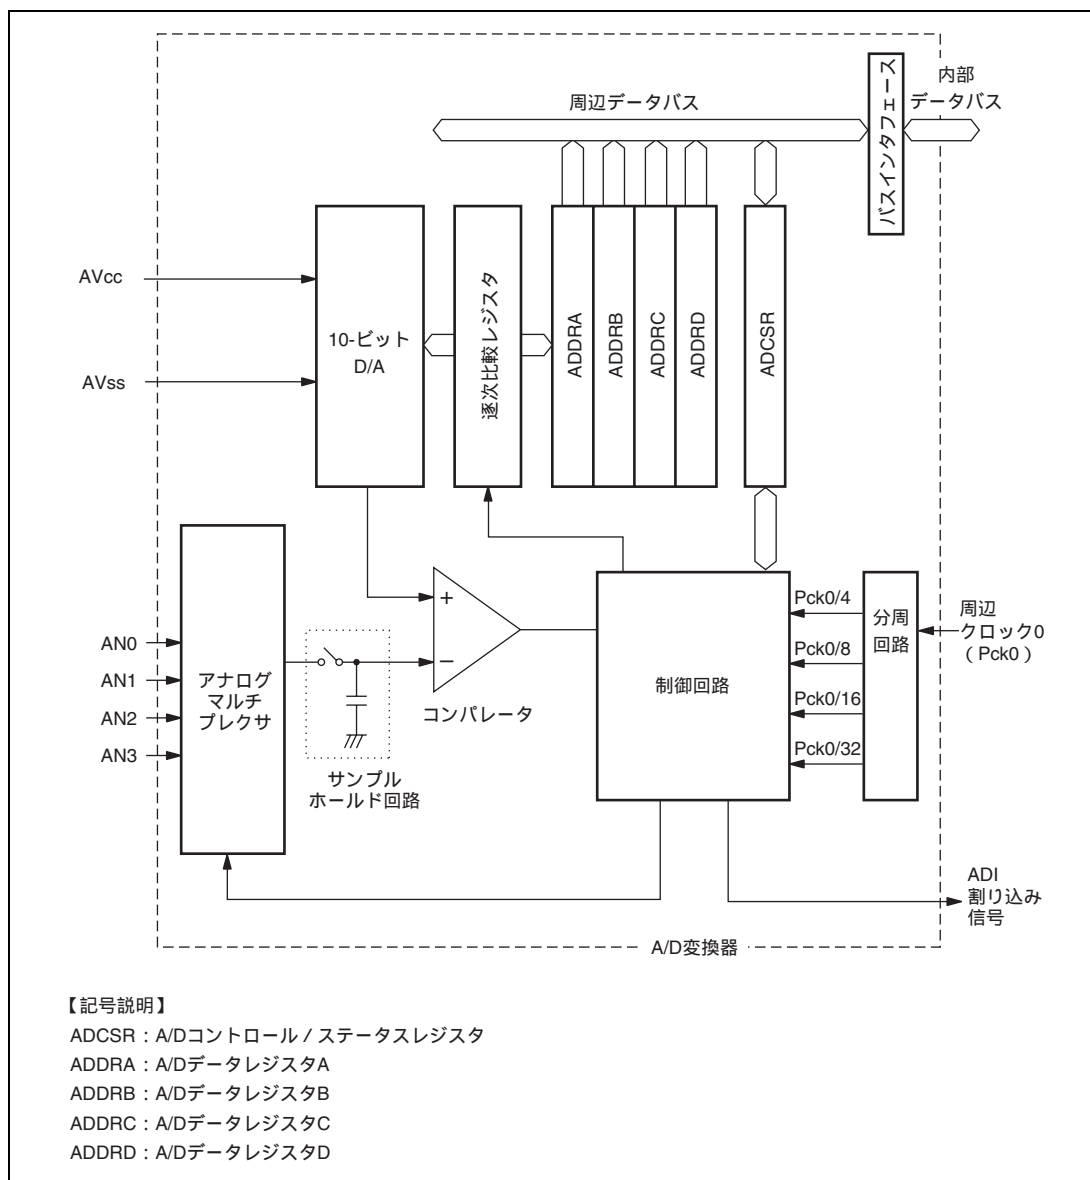 内部
データバス
周辺データバス
バスインタフェース
AVcc
AVss
10-ビット
D/A
逐次比較レジスタ
ADDRA
ADDRB
ADDRC
ADDRD
ADCSR
AN0
AN1
AN2
AN3
アナログ
マルチ
プレクサ
サンプル
ホールド回路
+
−
コンパレータ
制御回路
Pck0/4
Pck0/8
Pck0/16
Pck0/32
分周
回路
周辺
クロック0
（Pck0）
ADI
割り込み
信号
A/D変換器
【記号説明】
ADCSR：A/Dコントロール / ステータスレジスタ
ADDRA：A/DデータレジスタA
ADDRB：A/DデータレジスタB
ADDRC：A/DデータレジスタC
ADDRD：A/DデータレジスタD